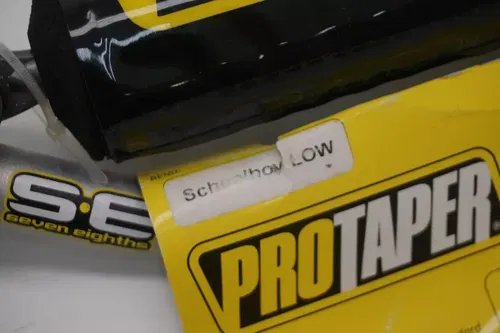 Schoolboy LOW
PROTAPER
S·E
seven eighths